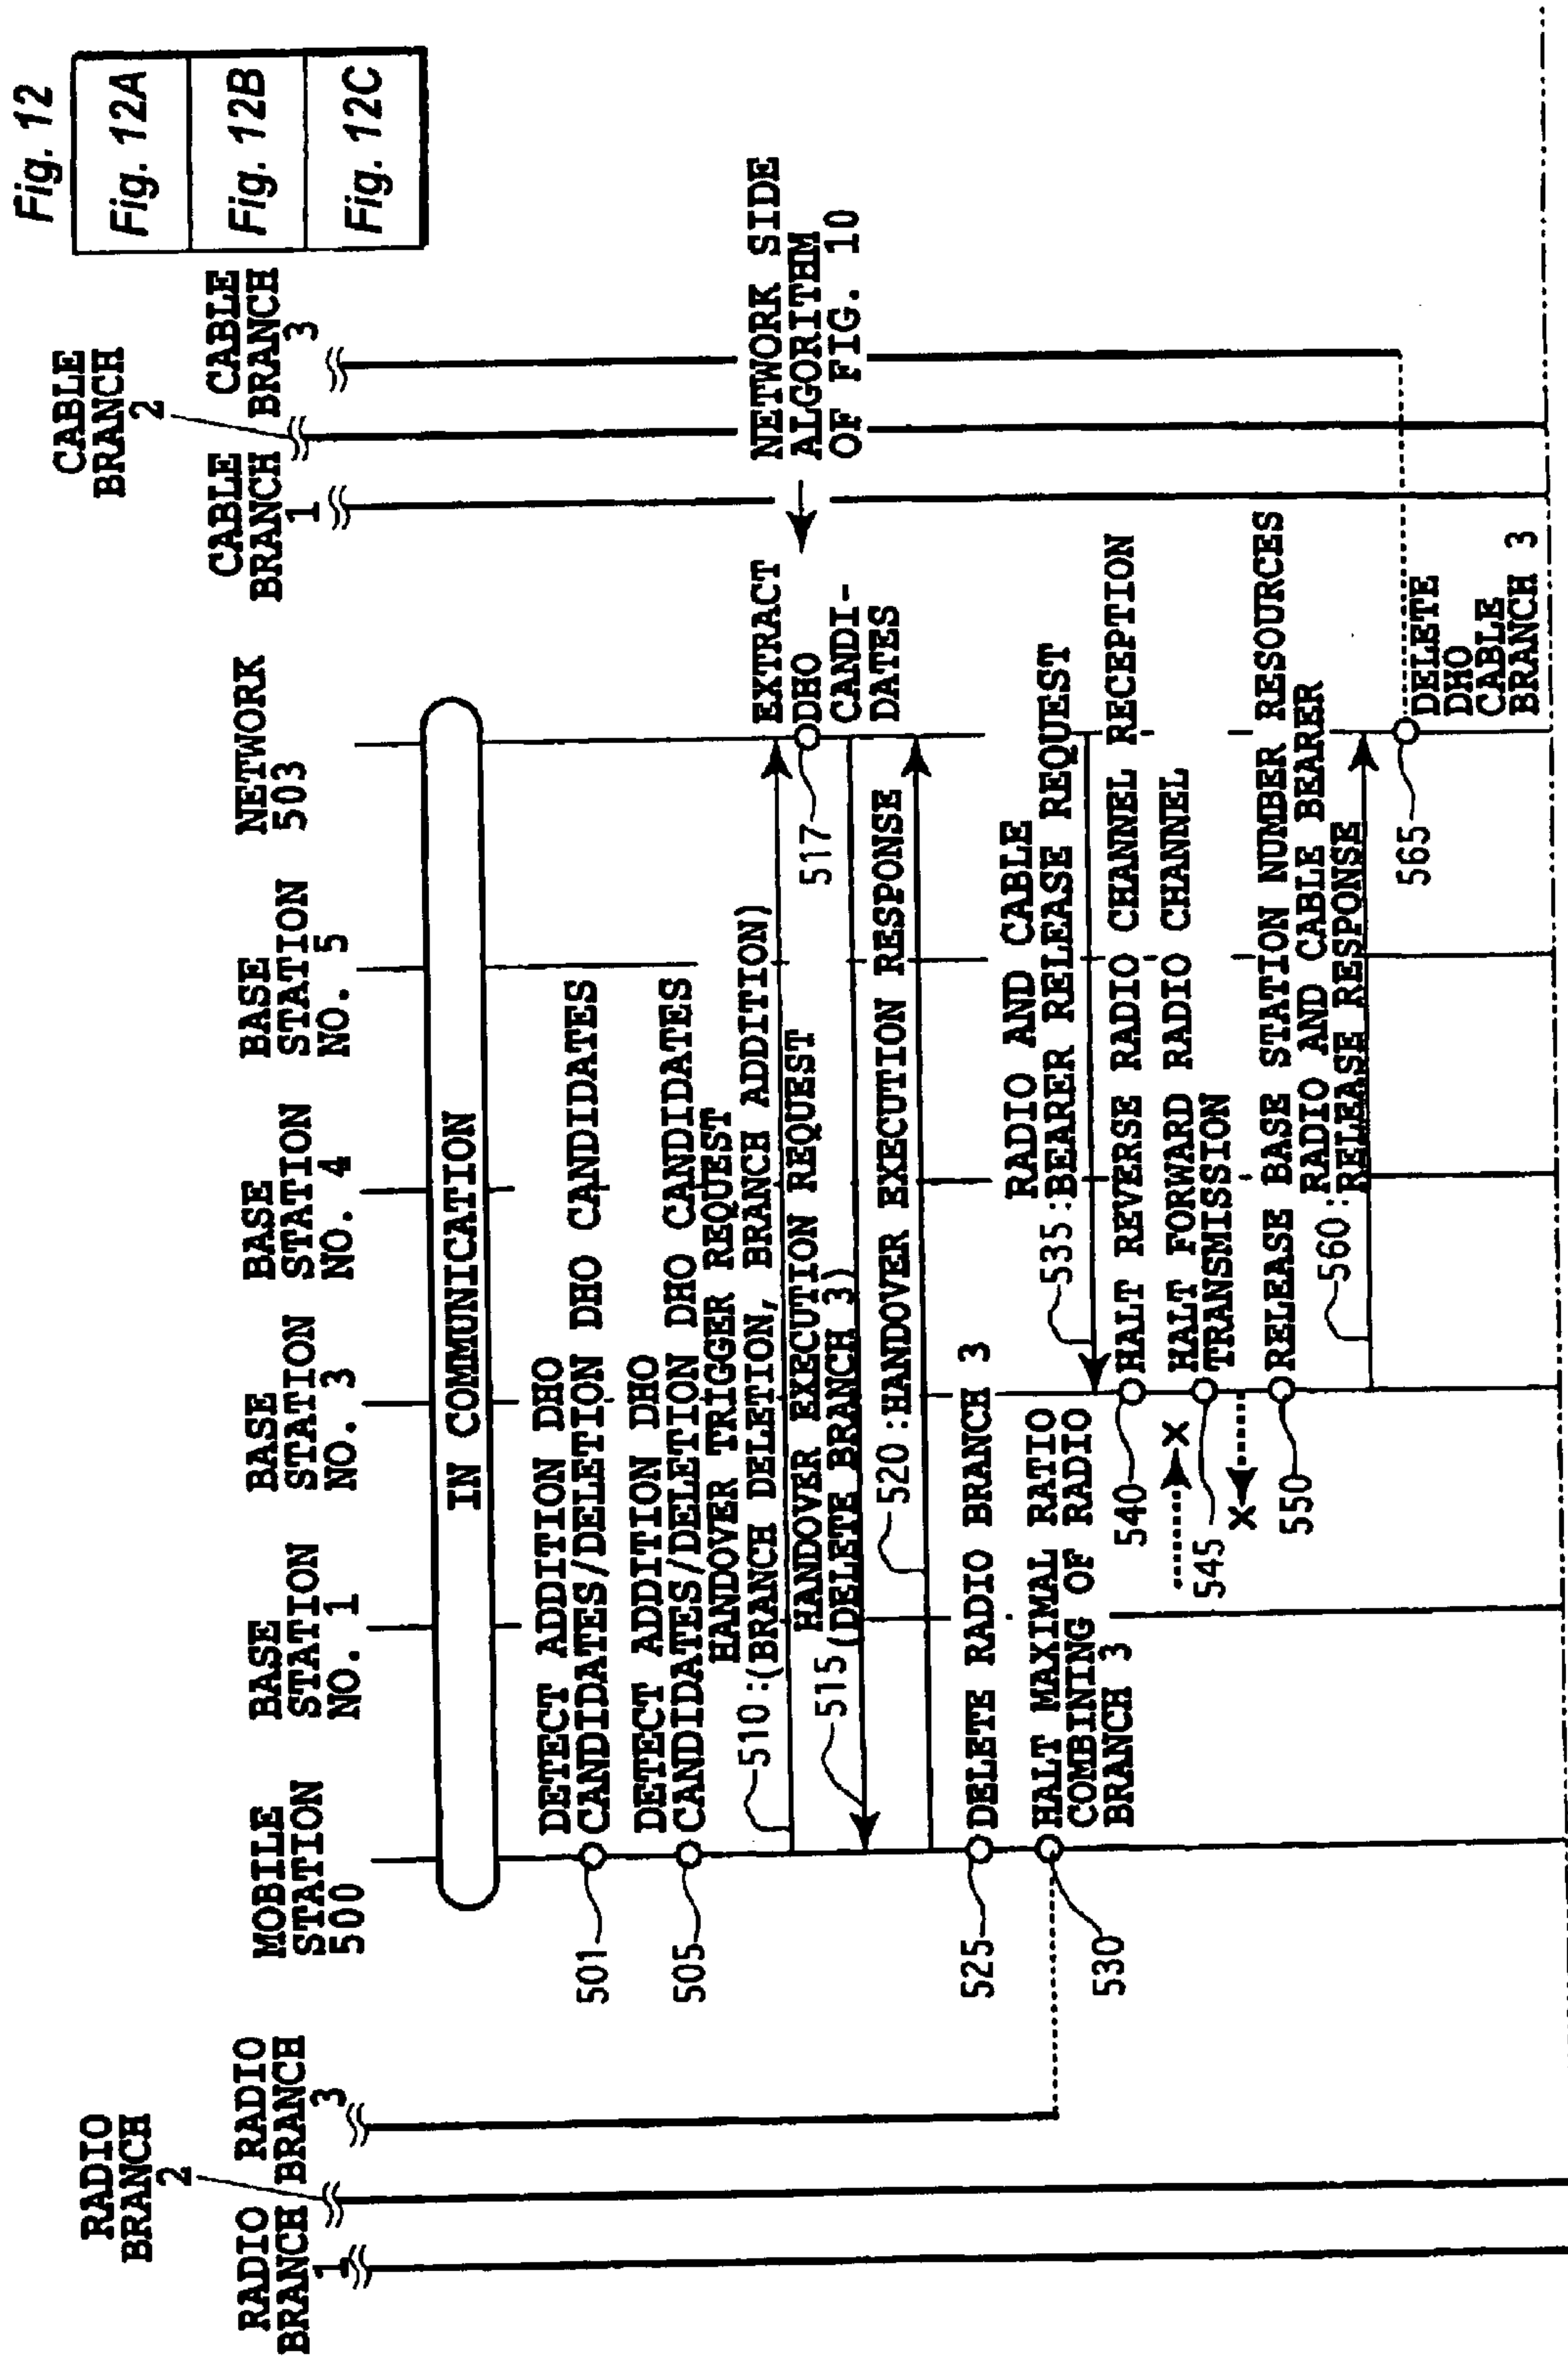 Fig. 12
Fig. 12A
Fig. 12B
Fig. 12C
RADIO
BRANCH
2
RADIO
BRANCH
1
RADIO
BRANCH
3
MOBILE
STATION
500
BASE
STATION
NO. 1
BASE
STATION
NO. 3
BASE
STATION
NO. 4
BASE
STATION
NO. 5
NETWORK
503
CABLE
BRANCH
2
CABLE
BRANCH
1
CABLE
BRANCH
3
IN COMMUNICATION
501
DETECT ADDITION DHO
CANDIDATES/DELETION DHO CANDIDATES
505
DETECT ADDITION DHO
CANDIDATES/DELETION DHO CANDIDATES
HANDOVER TRIGGER REQUEST
510:(BRANCH DELETION, BRANCH ADDITION)
EXTRACT
DHO
CANDI-
DATES
517
NETWORK SIDE
ALGORITHM
OF FIG. 10
HANDOVER EXECUTION REQUEST
515(DELETE BRANCH 3)
520:HANDOVER EXECUTION RESPONSE
525
DELETE RADIO BRANCH 3
530
HALT MAXIMAL RATIO
COMBINING OF RADIO
BRANCH 3
RADIO AND CABLE
535:BEARER RELEASE REQUEST
540
HALT REVERSE RADIO CHANNEL RECEPTION
X
545
HALT FORWARD RADIO CHANNEL
TRANSMISSION
X
550
RELEASE BASE STATION NUMBER RESOURCES
RADIO AND CABLE BEARER
560:RELEASE RESPONSE
565
DELETE
DHO
CABLE
BRANCH 3